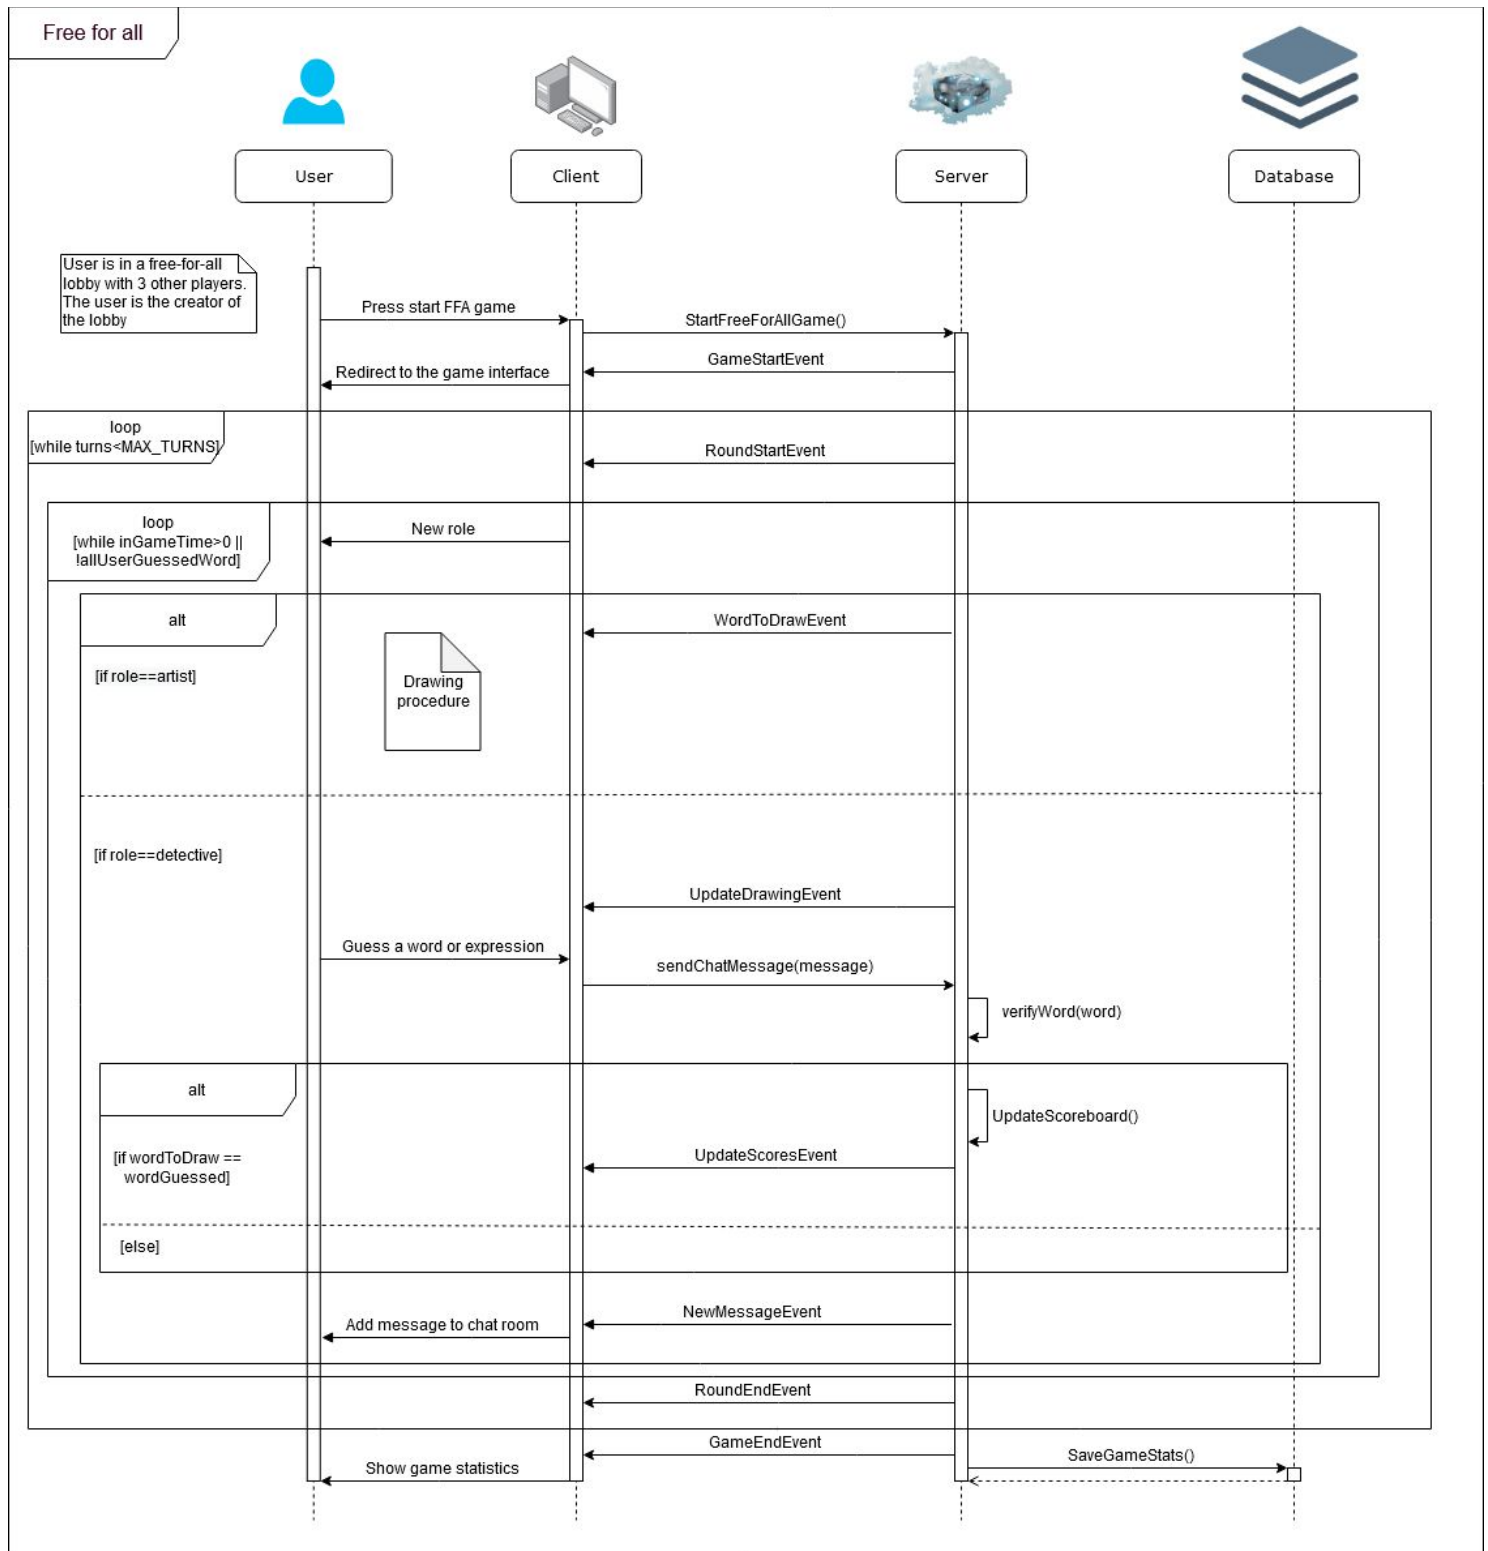 Free for all
User
Client
Server
Database
User is in a free-for-all
lobby with 3 other players.
The user is the creator of
the lobby
Press start FFA game
StartFreeForAllGame()
GameStartEvent
Redirect to the game interface
loop
[while turns<MAX_TURNS]
RoundStartEvent
loop
[while inGameTime>0 ||
!allUserGuessedWord]
New role
alt
WordToDrawEvent
[if role==artist]
Drawing
procedure
[if role==detective]
UpdateDrawingEvent
Guess a word or expression
sendChatMessage(message)
verifyWord(word)
alt
UpdateScoreboard()
[if wordToDraw ==
wordGuessed]
UpdateScoresEvent
[else]
NewMessageEvent
Add message to chat room
RoundEndEvent
GameEndEvent
SaveGameStats()
Show game statistics